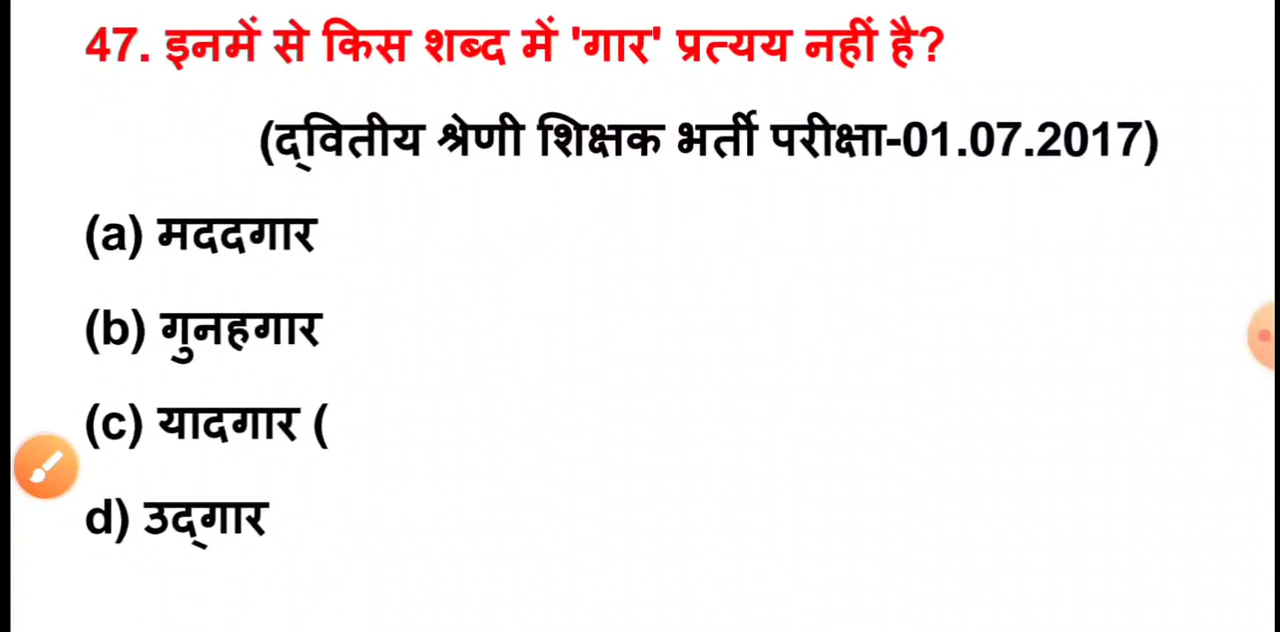 47. इनमें से किस शब्द में 'गार' प्रत्यय नहीं है?
(द्‌वितीय श्रेणी शिक्षक भर्ती परीक्षा-01.07.2017)
(a) मददगार
(b) गुनहगार
(c) यादगार (
d) उद्‌गार